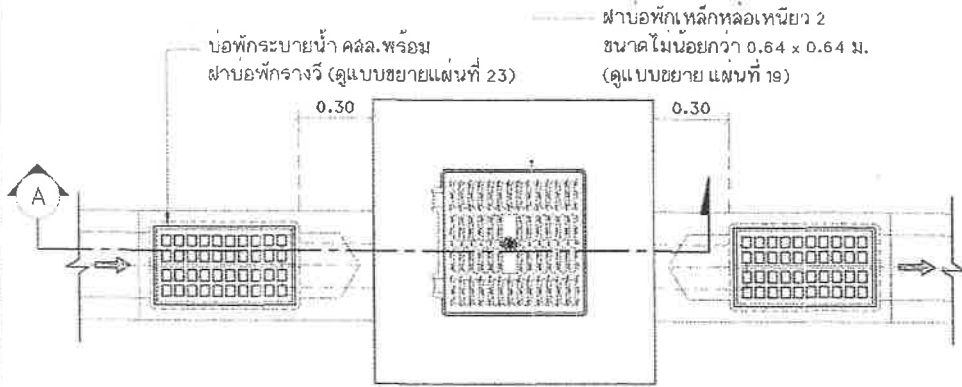 ฝาบ่อพักเหล็กหล่อเหนียว 2
ขนาดไม่น้อยกว่า 0.64 x 0.64 ม.
(ดูแบบขยาย แผ่นที่ 19)
บ่อพักระบายน้ำ คสล.พร้อม
ฝาบ่อพักรางวี (ดูแบบขยายแผ่นที่ 23)
0.30
0.30
A